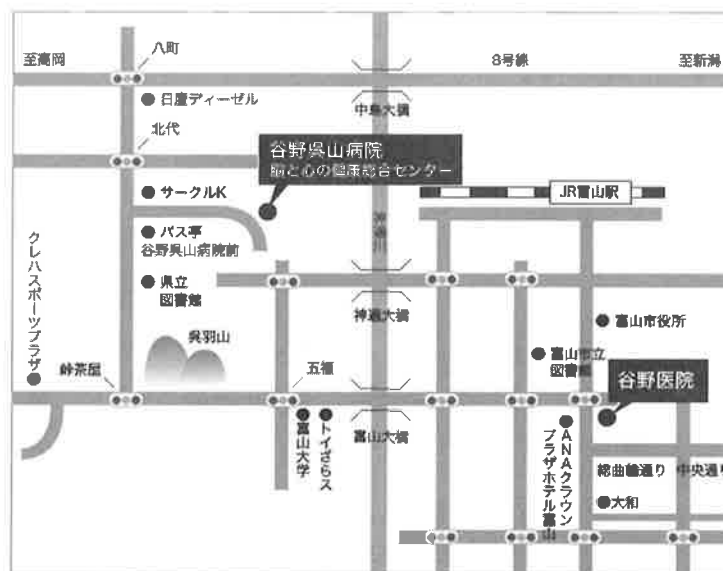 八町
至高岡
8号線
至新潟
日産ディーゼル
中島大橋
北代
谷野呉山病院
脳と心の健康総合センター
サークルK
JR富山駅
バス亭
谷野呉山病院前
神通川
クレハスポーツプラザ
県立
図書館
神通大橋
富山市役所
呉羽山
富山市立
図書館
峠茶屋
五福
谷野医院
富山大橋
富山大学
トイざらス
ANAクラウン
プラザホテル富山
総曲輪通り
中央通り
大和